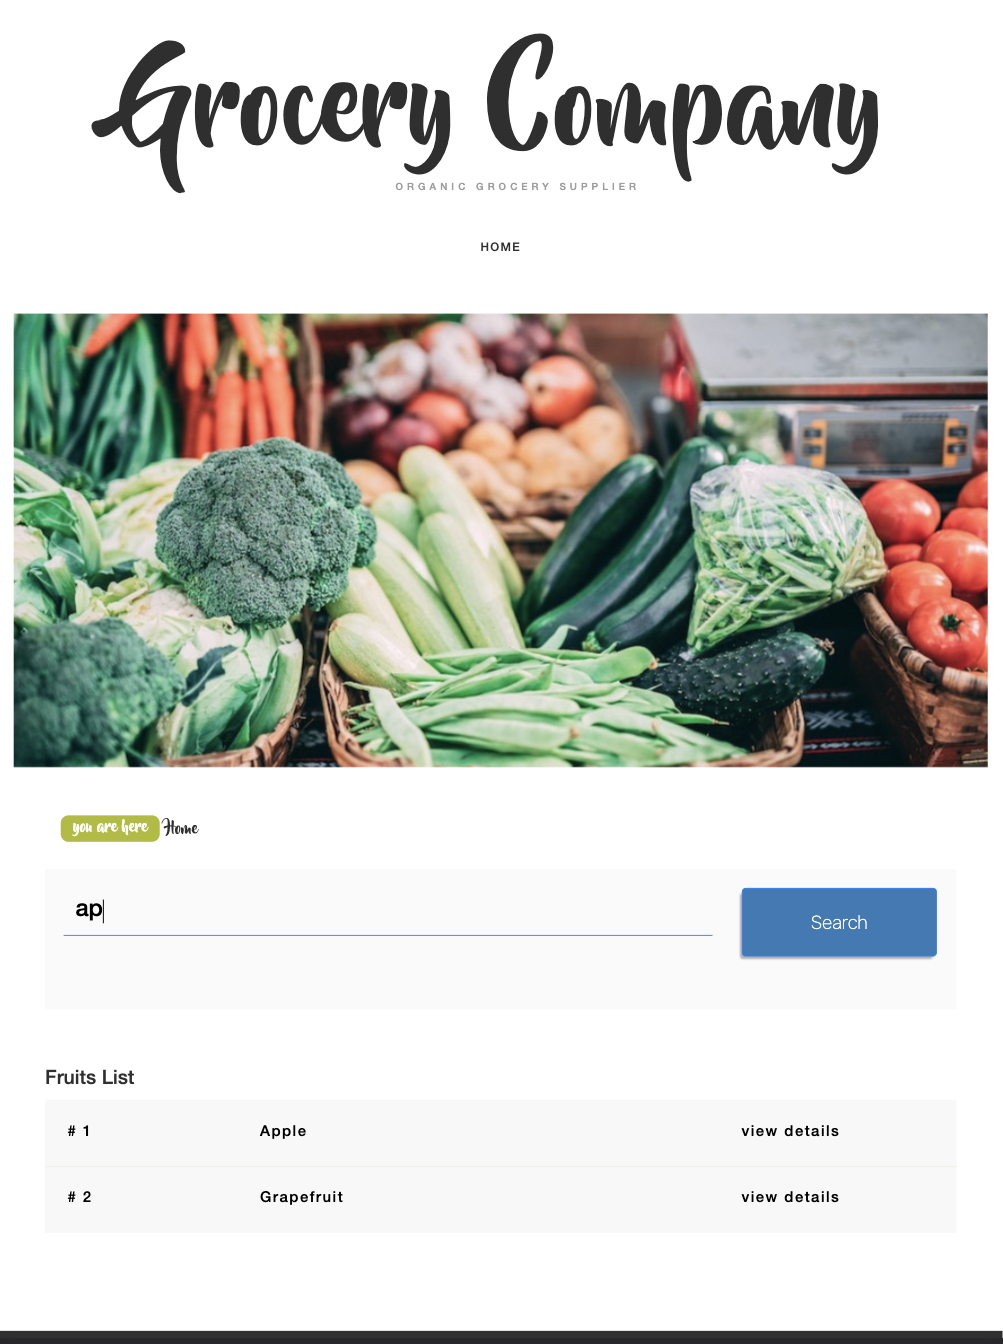 Grocery Company
ORGANIC GROCERY SUPPLIER
HOME
you are here Home
ap
Search
Fruits List
# 1 Apple view details
# 2 Grapefruit view details